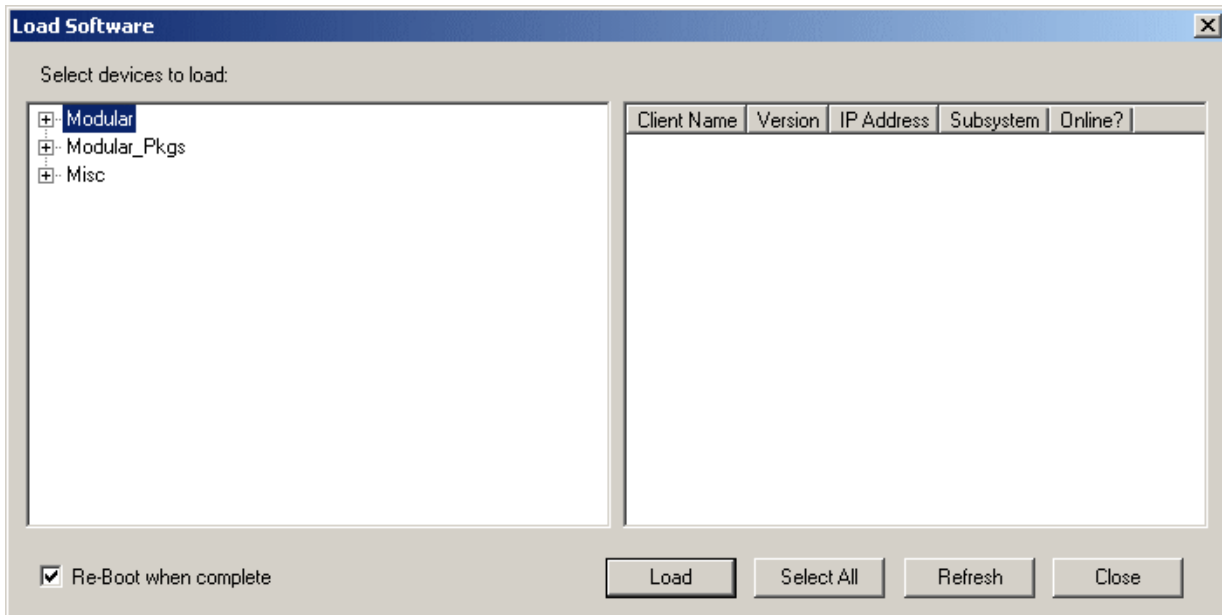 Load Software
Select devices to load:
Modular
Modular_Pkgs
Misc
Client Name Version IP Address Subsystem Online?
Re-Boot when complete
Load Select All Refresh Close